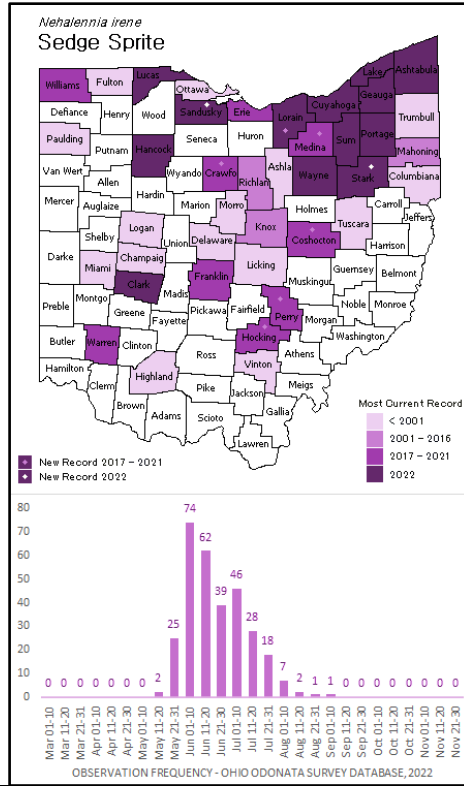 Nehalennia irene
Sedge Sprite
Williams
Fulton
Lucas
Ottawa
Lake
Ashtabula
Geauga
Cuyahoga
Defiance
Henry
Wood
Sandusky
Erie
Lorain
Trumbull
Paulding
Putnam
Hancock
Seneca
Huron
Medina
Sum
Portage
Mahoning
Van Wert
Allen
Wyando
Crawfo
Richlan
Ashla
Wayne
Stark
Columbiana
Mercer
Auglaize
Hardin
Marion
Morro
Holmes
Carroll
Jeffers
Shelby
Logan
Union
Delaware
Knox
Coshocton
Tuscara
Harrison
Darke
Miami
Champaig
Licking
Guernsey
Belmont
Clark
Madis
Franklin
Muskingu
Preble
Montgo
Greene
Fayette
Pickawa
Fairfield
Perry
Morgan
Noble
Monroe
Butler
Warren
Clinton
Ross
Hocking
Athens
Washington
Hamilton
Clerm
Highland
Pike
Vinton
Meigs
Brown
Adams
Scioto
Jackson
Gallia
Lawren
Most Current Record
< 2001
2001 - 2016
2017 - 2021
2022
New Record 2017 - 2021
New Record 2022
80
70
60
50
40
30
20
10
0
0 0 0 0 0 0 2 25 74 62 39 46 28 18 7 2 1 1 0 0 0 0 0 0 0 0
Mar 01-10
Mar 11-20
Mar 21-31
Apr 01-10
Apr 11-20
Apr 21-30
May 01-10
May 11-20
May 21-31
Jun 01-10
Jun 11-20
Jun 21-30
Jul 01-10
Jul 11-20
Jul 21-31
Aug 01-10
Aug 11-20
Aug 21-31
Sep 01-10
Sep 11-20
Sep 21-30
Oct 01-10
Oct 11-20
Oct 21-31
Nov 01-10
Nov 11-20
Nov 21-30
OBSERVATION FREQUENCY - OHIO ODONATA SURVEY DATABASE, 2022